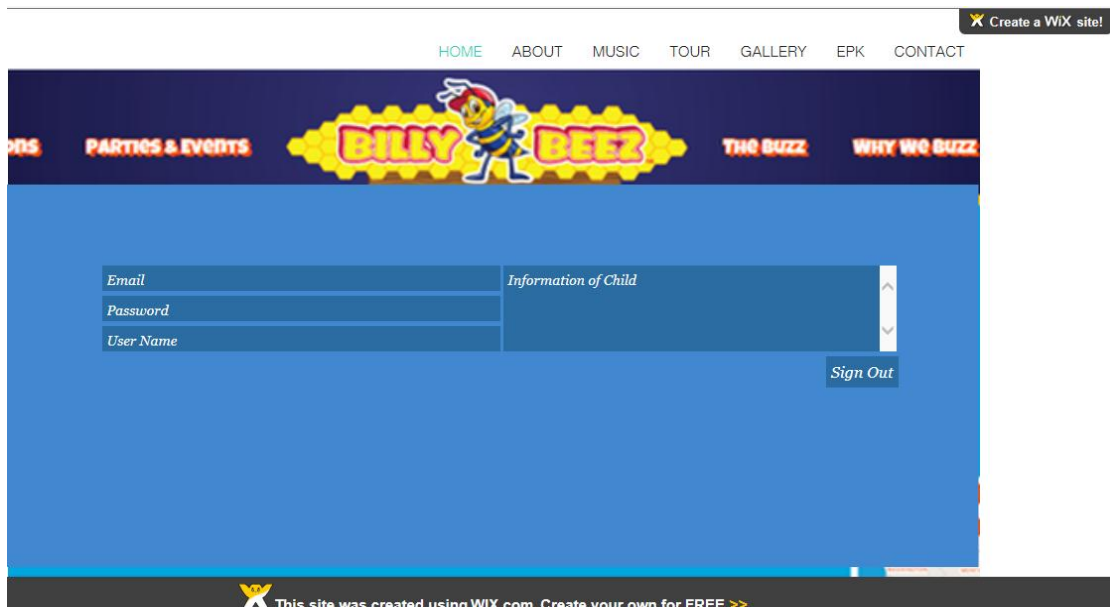 Create a WiX site!
HOME ABOUT MUSIC TOUR GALLERY EPK CONTACT
PARTIES & EVENTS BILLY BEEZ THE BUZZ WHY WE BUZZ
Email
Password
User Name
Information of Child
Sign Out
This site was created using WIX.com. Create your own for FREE >>